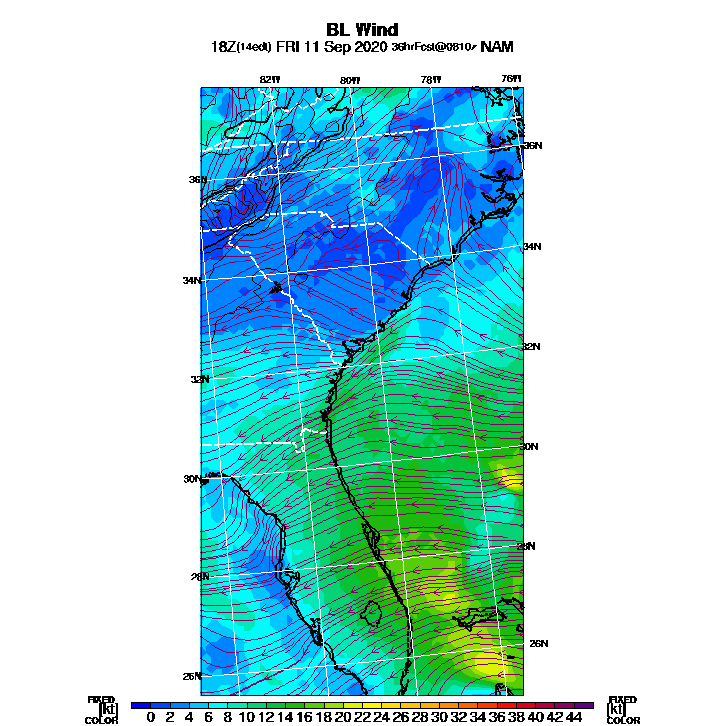 BL Wind
18Z(14edt) FRI 11 Sep 2020 36hrFcst@0610z NAM
82W 80W 78W 76W
36N 36N
34N 34N
32N 32N
30N 30N
28N 28N
26N 26N
FIXED [kt] COLOR 0 2 4 6 8 10 12 14 16 18 20 22 24 26 28 30 32 34 36 38 40 42 44 FIXED [kt] COLOR